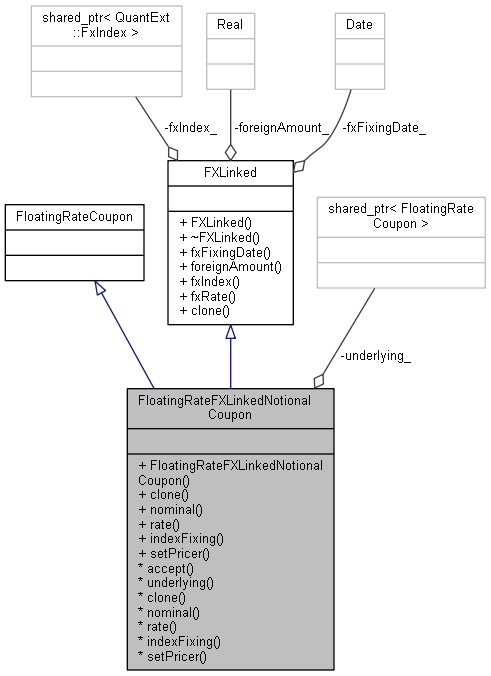 shared_ptr< QuantExt
::FxIndex >
Real
Date
-fxIndex_
-foreignAmount_
-fxFixingDate_
FXLinked
+ FXLinked()
+ ~FXLinked()
+ fxFixingDate()
+ foreignAmount()
+ fxIndex()
+ fxRate()
+ clone()
FloatingRateCoupon
shared_ptr< FloatingRate
Coupon >
-underlying_
FloatingRateFXLinkedNotional
Coupon
+ FloatingRateFXLinkedNotional
Coupon()
+ clone()
+ nominal()
+ rate()
+ indexFixing()
+ setPricer()
* accept()
* underlying()
* clone()
* nominal()
* rate()
* indexFixing()
* setPricer()